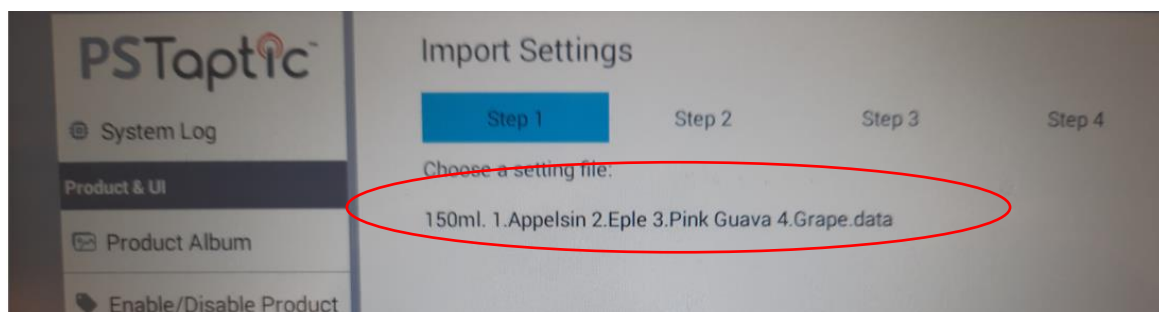 PSTaptic™
System Log
Product & UI
Product Album
Enable/Disable Product
Import Settings
Step 1 Step 2 Step 3 Step 4
Choose a setting file:
150ml. 1.Appelsin 2.Eple 3.Pink Guava 4.Grape.data